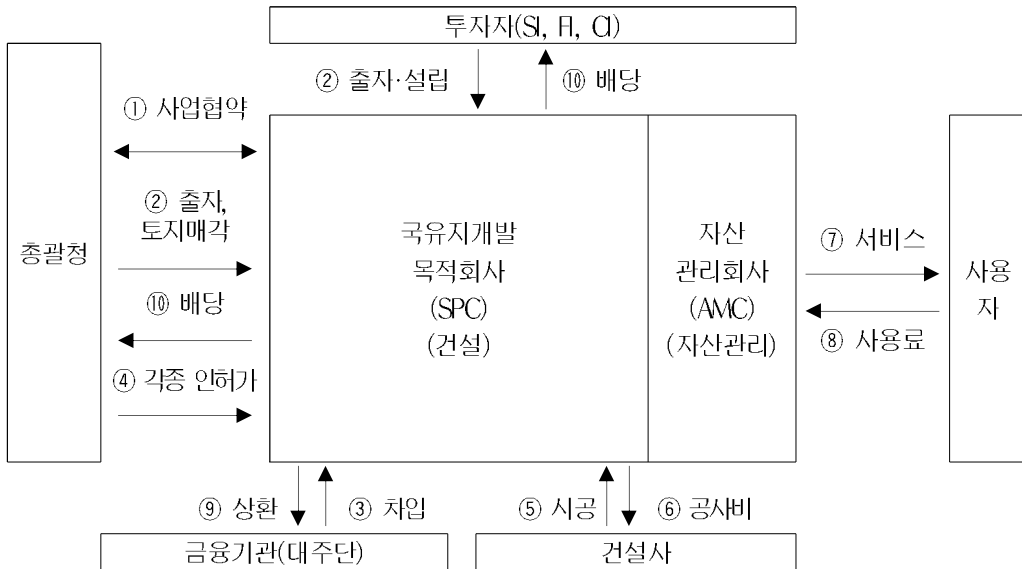 투자자(SI, FI, CI)
② 출자·설립
⑩ 배당
① 사업협약
② 출자,
토지매각
총괄청
⑩ 배당
④ 각종 인허가
국유지개발
목적회사
(SPC)
(건설)
자산
관리회사
(AMC)
(자산관리)
⑦ 서비스
⑧ 사용료
사용
자
⑨ 상환
③ 차입
⑤ 시공
⑥ 공사비
금융기관(대주단)
건설사